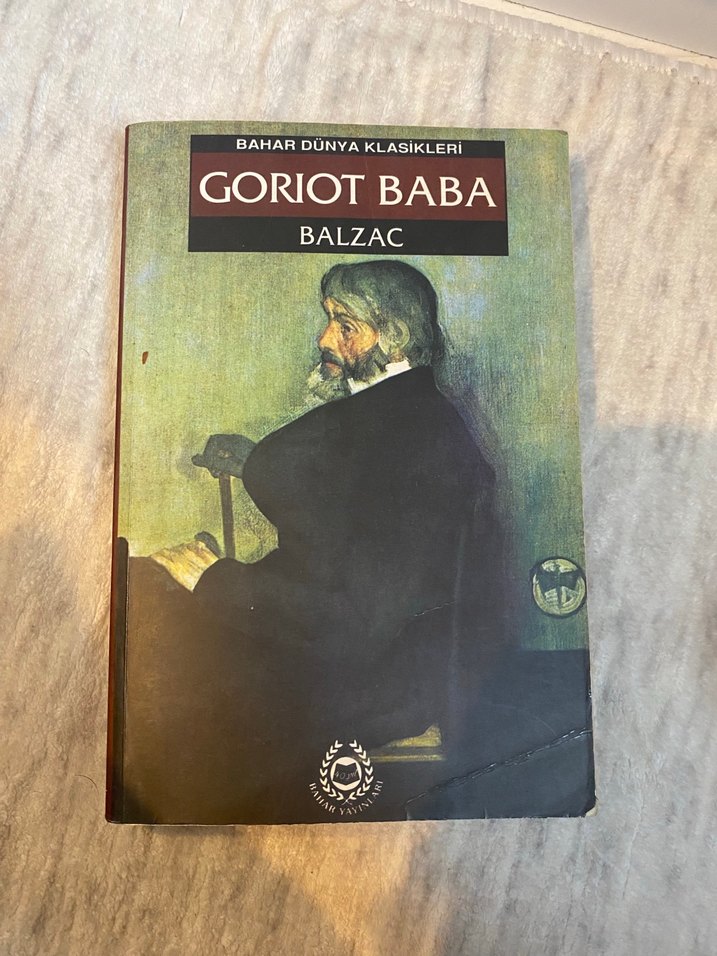 BAHAR DÜNYA KLASİKLERİ
GORIOT BABA
BALZAC
BAHAR YAYINLARI